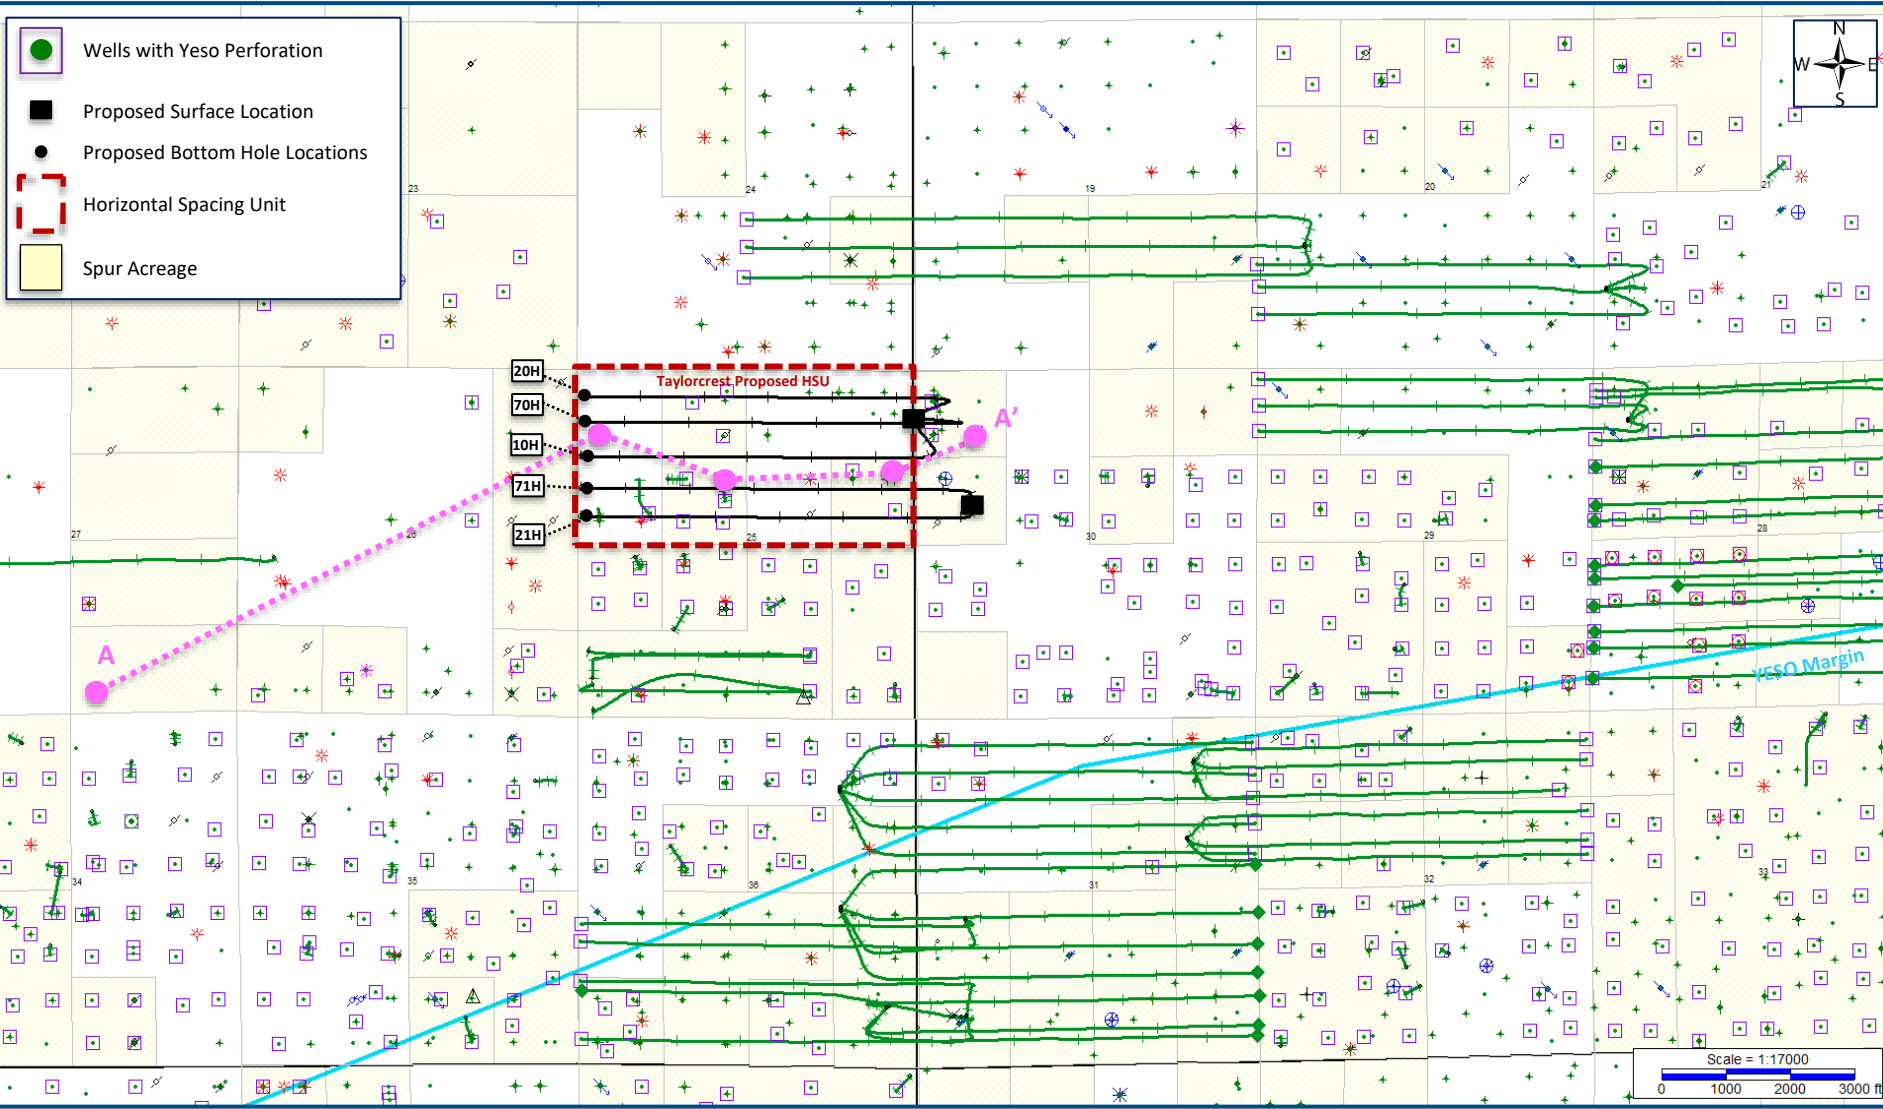 Wells with Yeso Perforation
Proposed Surface Location
Proposed Bottom Hole Locations
Horizontal Spacing Unit
Spur Acreage
N
W E
S
23
24
19
20
21
20H
Taylorcrest Proposed HSU
70H
A'
10H
71H
21H
27
26
25
30
29
28
A
YESO Margin
34
35
36
31
32
33
Scale = 1:17000
0 1000 2000 3000 ft